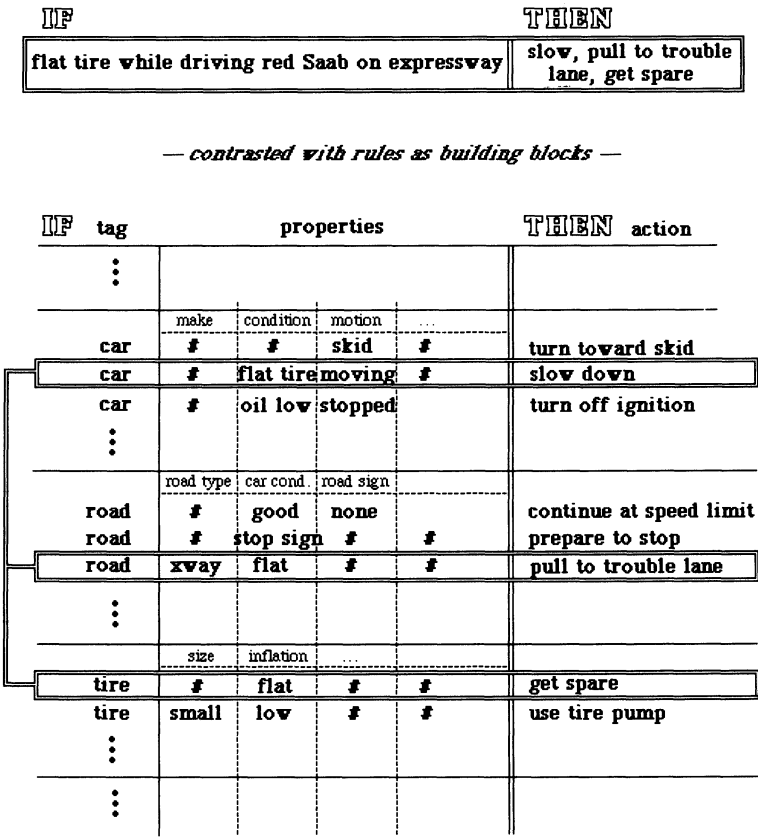 IF THEN
flat tire while driving red Saab on expressway slow, pull to trouble
lane, get spare
— contrasted with rules as building blocks —
IF tag properties THEN action
make condition motion ...
car # # skid # turn toward skid
car # flat tire moving # slow down
car # oil low stopped turn off ignition
road type car cond. road sign
road # good none continue at speed limit
road # stop sign # # prepare to stop
road xway flat # # pull to trouble lane
size inflation ...
tire # flat # # get spare
tire small low # # use tire pump